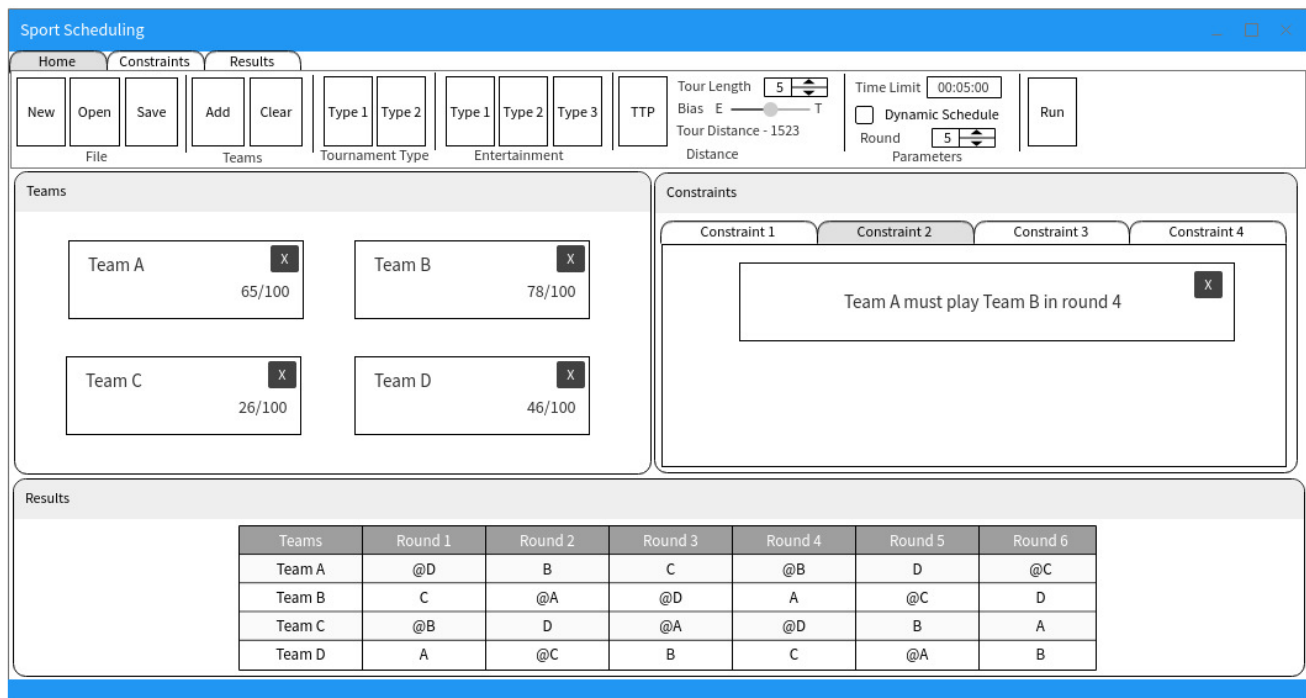 Sport Scheduling
Home Constraints Results
New Open Save Add Clear Type 1 Type 2 Type 1 Type 2 Type 3 TTP Tour Length 5 Time Limit 00:05:00 Run
Bias E T Dynamic Schedule
Tour Distance - 1523 Round 5
File Teams Tournament Type Entertainment Distance Parameters
Teams
Team A X
65/100
Team B X
78/100
Team C X
26/100
Team D X
46/100
Constraints
Constraint 1 Constraint 2 Constraint 3 Constraint 4
X
Team A must play Team B in round 4
Results
Teams Round 1 Round 2 Round 3 Round 4 Round 5 Round 6
Team A @D B C @B D @C
Team B C @A @D A @C D
Team C @B D @A @D B A
Team D A @C B C @A B